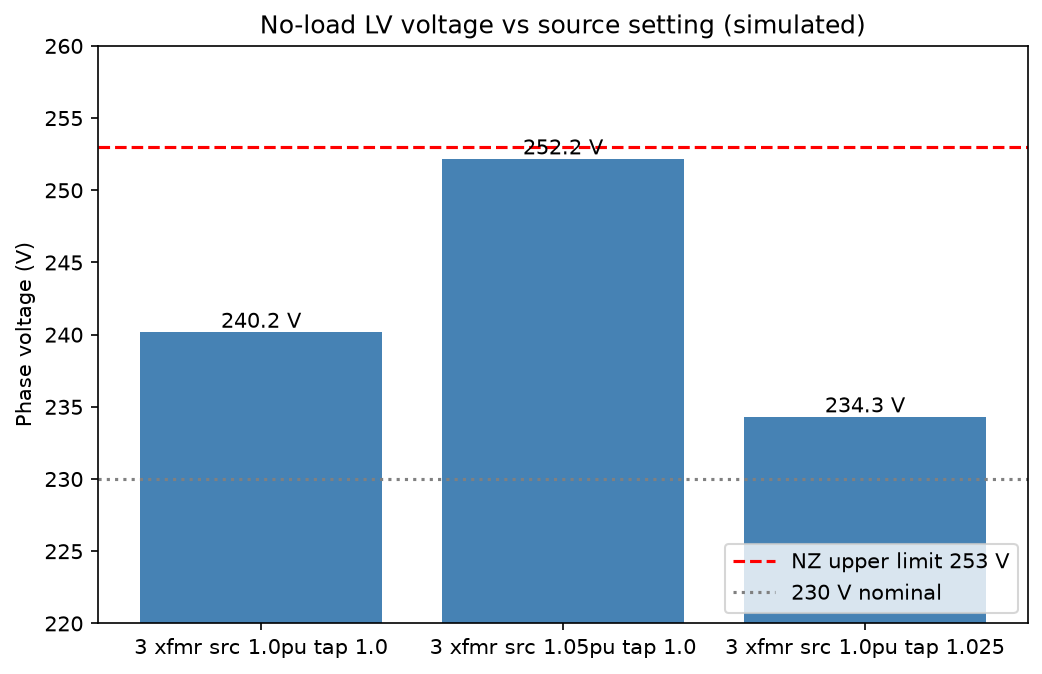 No-load LV voltage vs source setting (simulated)
Phase voltage (V)
260
255
250
245
240
235
230
225
220
240.2 V
252.2 V
234.3 V
NZ upper limit 253 V
230 V nominal
3 xfmr src 1.0pu tap 1.0
3 xfmr src 1.05pu tap 1.0
3 xfmr src 1.0pu tap 1.025